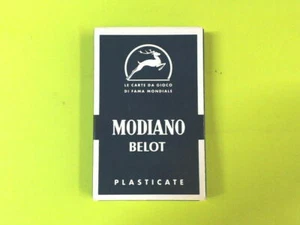 LE CARTE DA GIOCO
DI FAMA MONDIALE
MODIANO
BELOT
PLASTICATE